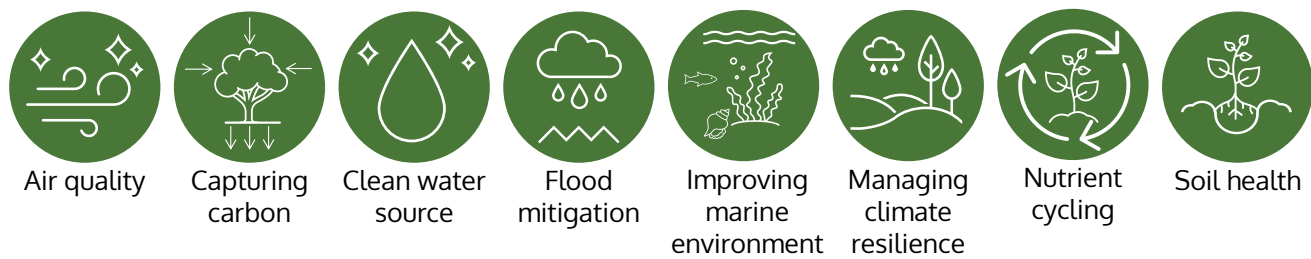 Air quality
Capturing
carbon
Clean water
source
Flood
mitigation
Improving
marine
environment
Managing
climate
resilience
Nutrient
cycling
Soil health